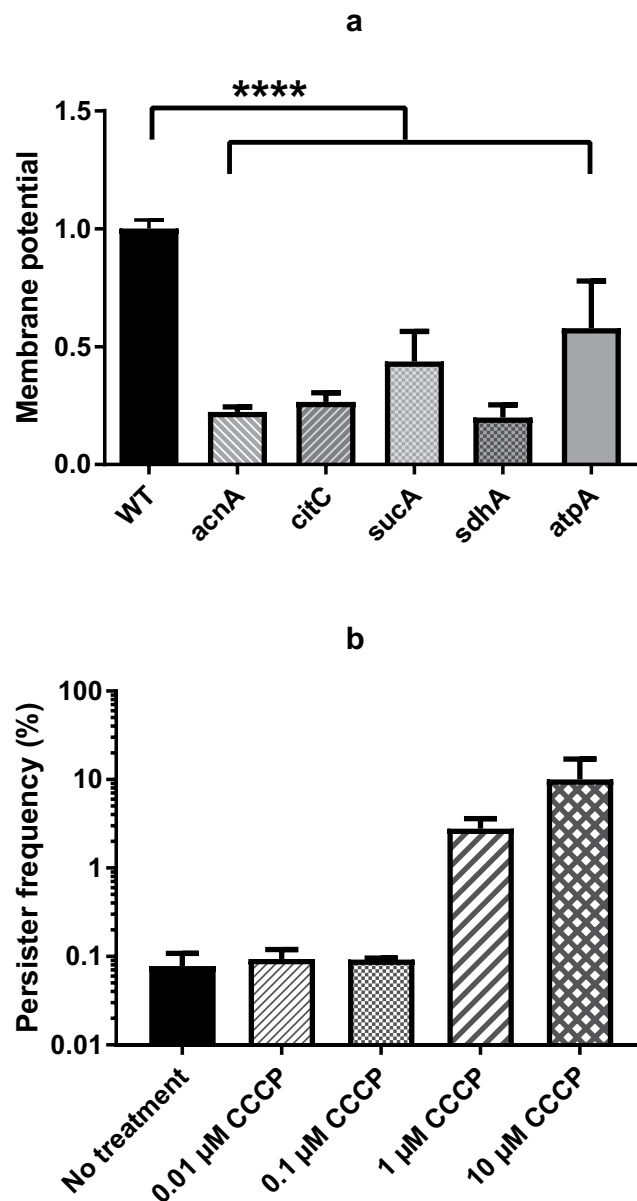 a
****
Membrane potential
1.5
1.0
0.5
0.0
WT
acnA
citC
sucA
sdhA
atpA
b
Persister frequency (%)
100
10
1
0.1
0.01
No treatment
0.01 µM CCCP
0.1 µM CCCP
1 µM CCCP
10 µM CCCP